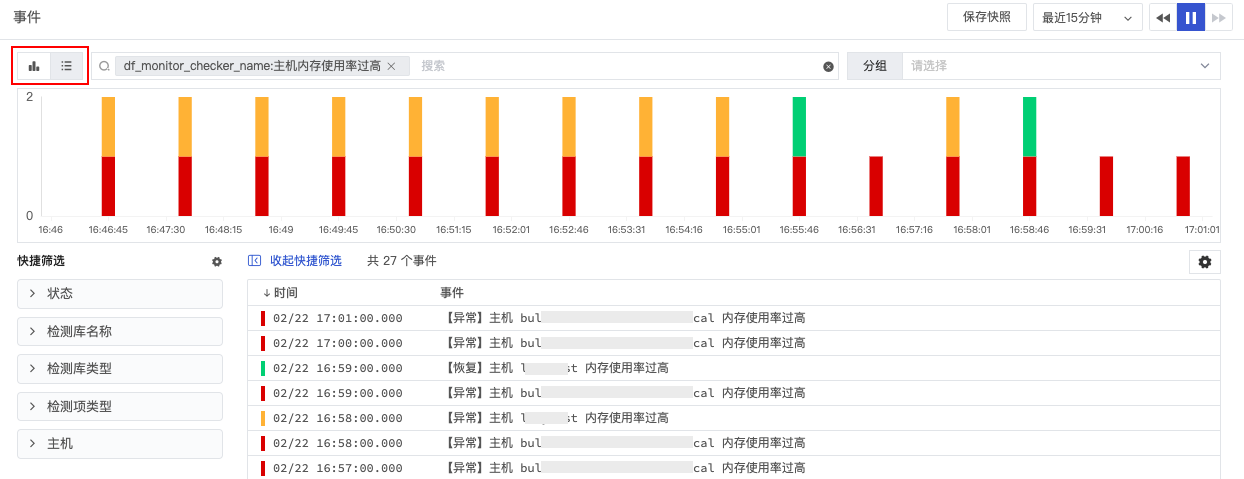 事件
保存快照
最近15分钟
df_monitor_checker_name:主机内存使用率过高
搜索
分组
请选择
2
0
16:46 16:46:45 16:47:30 16:48:15 16:49 16:49:45 16:50:30 16:51:15 16:52:01 16:52:46 16:53:31 16:54:16 16:55:01 16:55:46 16:56:31 16:57:16 16:58:01 16:58:46 16:59:31 17:00:16 17:01:01
快捷筛选
收起快捷筛选 共 27 个事件
状态
检测库名称
检测库类型
检测项类型
主机
时间 事件
02/22 17:01:00.000 【异常】主机 bul cal 内存使用率过高
02/22 17:00:00.000 【异常】主机 bul cal 内存使用率过高
02/22 16:59:00.000 【恢复】主机 l st 内存使用率过高
02/22 16:59:00.000 【异常】主机 bul cal 内存使用率过高
02/22 16:58:00.000 【异常】主机 l st 内存使用率过高
02/22 16:58:00.000 【异常】主机 bul cal 内存使用率过高
02/22 16:57:00.000 【异常】主机 bul cal 内存使用率过高